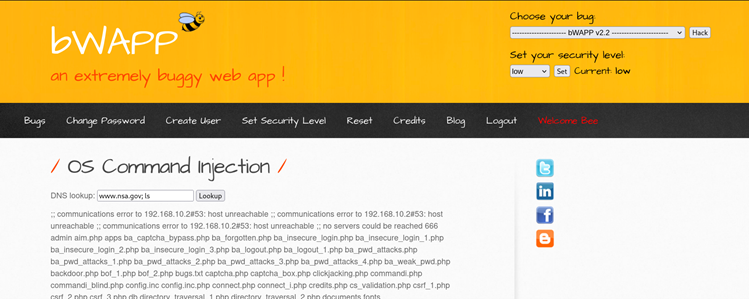 bWAPP
an extremely buggy web app !
Choose your bug:
---------------------- bWAPP v2.2 ----------------------- Hack
Set your security level:
low Set Current: low
Bugs Change Password Create User Set Security Level Reset Credits Blog Logout Welcome Bee
/ OS Command Injection /
DNS lookup: www.nsa.gov; ls Lookup
;; communications error to 192.168.10.2#53: host unreachable ;; communications error to 192.168.10.2#53: host
unreachable ;; communications error to 192.168.10.2#53: host unreachable ;; no servers could be reached 666
admin aim.php apps ba_captcha_bypass.php ba_forgotten.php ba_insecure_login.php ba_insecure_login_1.php
ba_insecure_login_2.php ba_insecure_login_3.php ba_logout.php ba_logout_1.php ba_pwd_attacks.php
ba_pwd_attacks_1.php ba_pwd_attacks_2.php ba_pwd_attacks_3.php ba_pwd_attacks_4.php ba_weak_pwd.php
backdoor.php bof_1.php bof_2.php bugs.txt captcha.php captcha_box.php clickjacking.php commandi.php
commandi_blind.php config.inc config.inc.php connect.php connect_i.php credits.php cs_validation.php csrf_1.php
csrf_2.php csrf_3.php db directory_traversal_1.php directory_traversal_2.php documents fonts